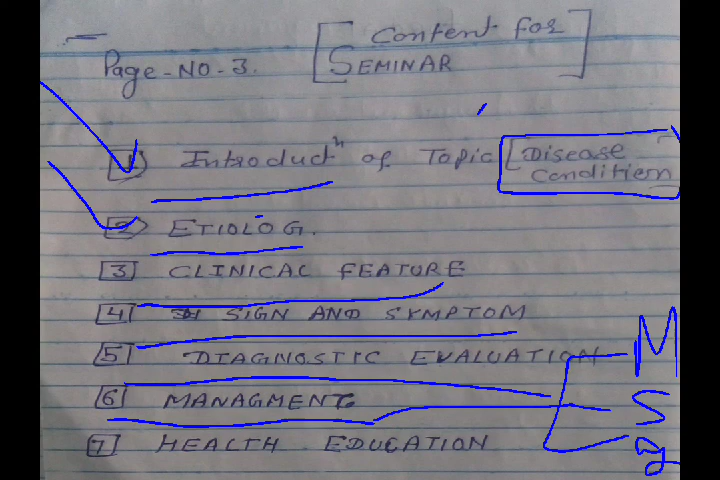 [Content for
Page-NO-3. SEMINAR]
[1] Introductn of Topic [Disease
Condition]
[2] ETIOLOG.
[3] CLINICAL FEATURE
[4] SIGN AND SYMPTOM
[5] DIAGNOSTIC EVALUATION
[6] MANAGMENT
[7] HEALTH EDUCATION
M
S